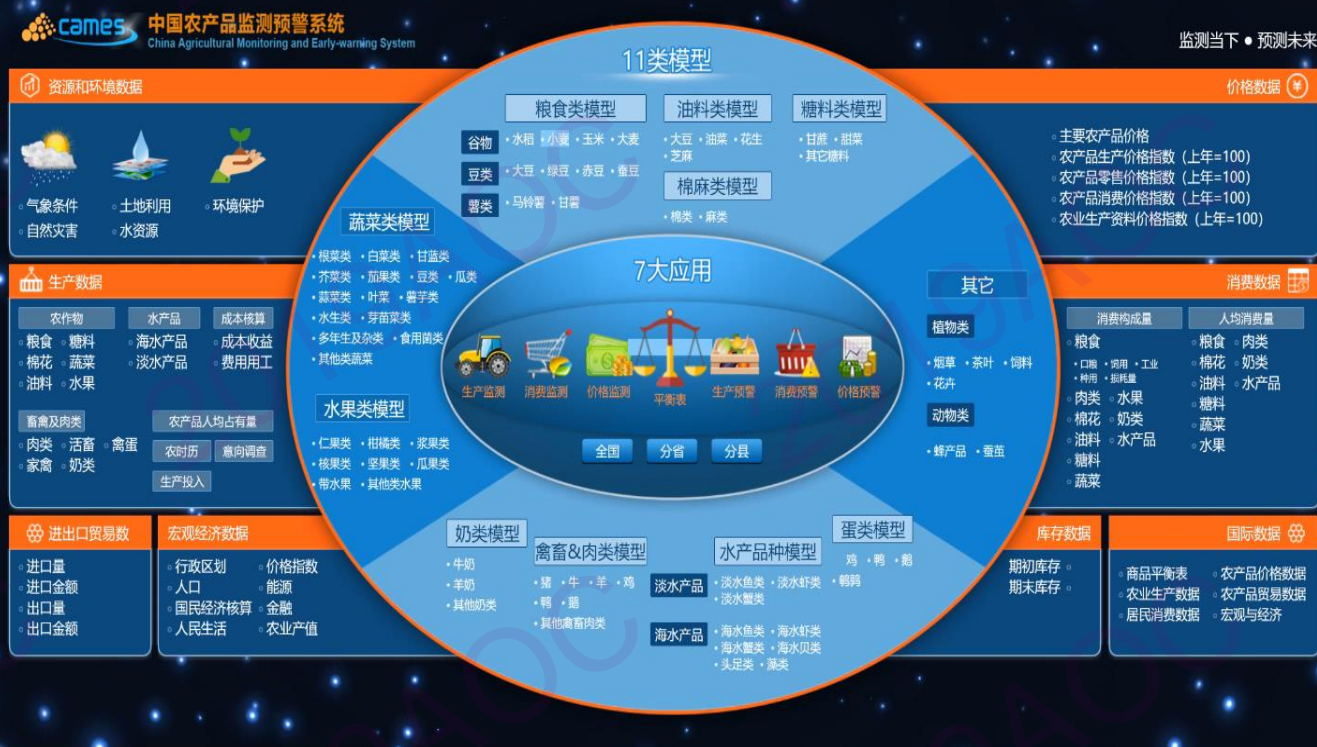 cames 中国农产品监测预警系统
China Agricultural Monitoring and Early-warning System
监测当下 ● 预测未来
资源和环境数据
气象条件 土地利用 环境保护
自然灾害 水资源
生产数据
农作物 水产品 成本核算
粮食 糖料 海水产品 成本收益
棉花 蔬菜 淡水产品 费用用工
油料 水果
畜禽及肉类 农产品人均占有量
肉类 活畜 禽蛋 农时历 意向调查
家禽 奶类
生产投入
进出口贸易数
进口量
进口金额
出口量
出口金额
宏观经济数据
行政区划 价格指数
人口 能源
国民经济核算 金融
人民生活 农业产值
11类模型
粮食类模型
谷物 ·水稻 ·小麦 ·玉米 ·大麦
豆类 ·大豆 ·绿豆 ·赤豆 ·蚕豆
薯类 ·马铃薯 ·甘薯
油料类模型
·大豆 ·油菜 ·花生
·芝麻
糖料类模型
·甘蔗 ·甜菜
·其它糖料
棉麻类模型
·棉类 ·麻类
蔬菜类模型
·根菜类 ·白菜类 ·甘蓝类
·芥菜类 ·茄果类 ·豆类 ·瓜类
·蒜菜类 ·叶菜 ·薯芋类
·水生类 ·芽苗菜类
·多年生及杂类 ·食用菌类
·其他类蔬菜
水果类模型
·仁果类 ·柑橘类 ·浆果类
·核果类 ·坚果类 ·瓜果类
·带水果 ·其他类水果
7大应用
生产监测 消费监测 价格监测 平衡表 生产预警 消费预警 价格预警
全国 分省 分县
其它
植物类
·烟草 ·茶叶 ·饲料
·花卉
动物类
·蜂产品 ·蚕茧
奶类模型
·牛奶
·羊奶
·其他奶类
禽畜&肉类模型
·猪 ·牛 ·羊 ·鸡
·鸭 ·鹅
·其他禽畜肉类
水产品种模型
淡水产品 ·淡水鱼类 ·淡水虾类
·淡水蟹类
海水产品 ·海水鱼类 ·海水虾类
·海水蟹类 ·海水贝类
·头足类 ·藻类
蛋类模型
鸡 ·鸭 ·鹅
·鹌鹑
价格数据
主要农产品价格
农产品生产价格指数（上年=100）
农产品零售价格指数（上年=100）
农产品消费价格指数（上年=100）
农业生产资料价格指数（上年=100）
消费数据
消费构成量 人均消费量
粮食 粮食 肉类
·口粮 ·饲用 ·工业 棉花 奶类
·种用 ·损耗量 油料 水产品
肉类 水果 糖料
棉花 奶类 蔬菜
油料 水产品 水果
糖料
蔬菜
库存数据
期初库存
期末库存
国际数据
商品平衡表 农产品价格数据
农业生产数据 农产品贸易数据
居民消费数据 宏观与经济